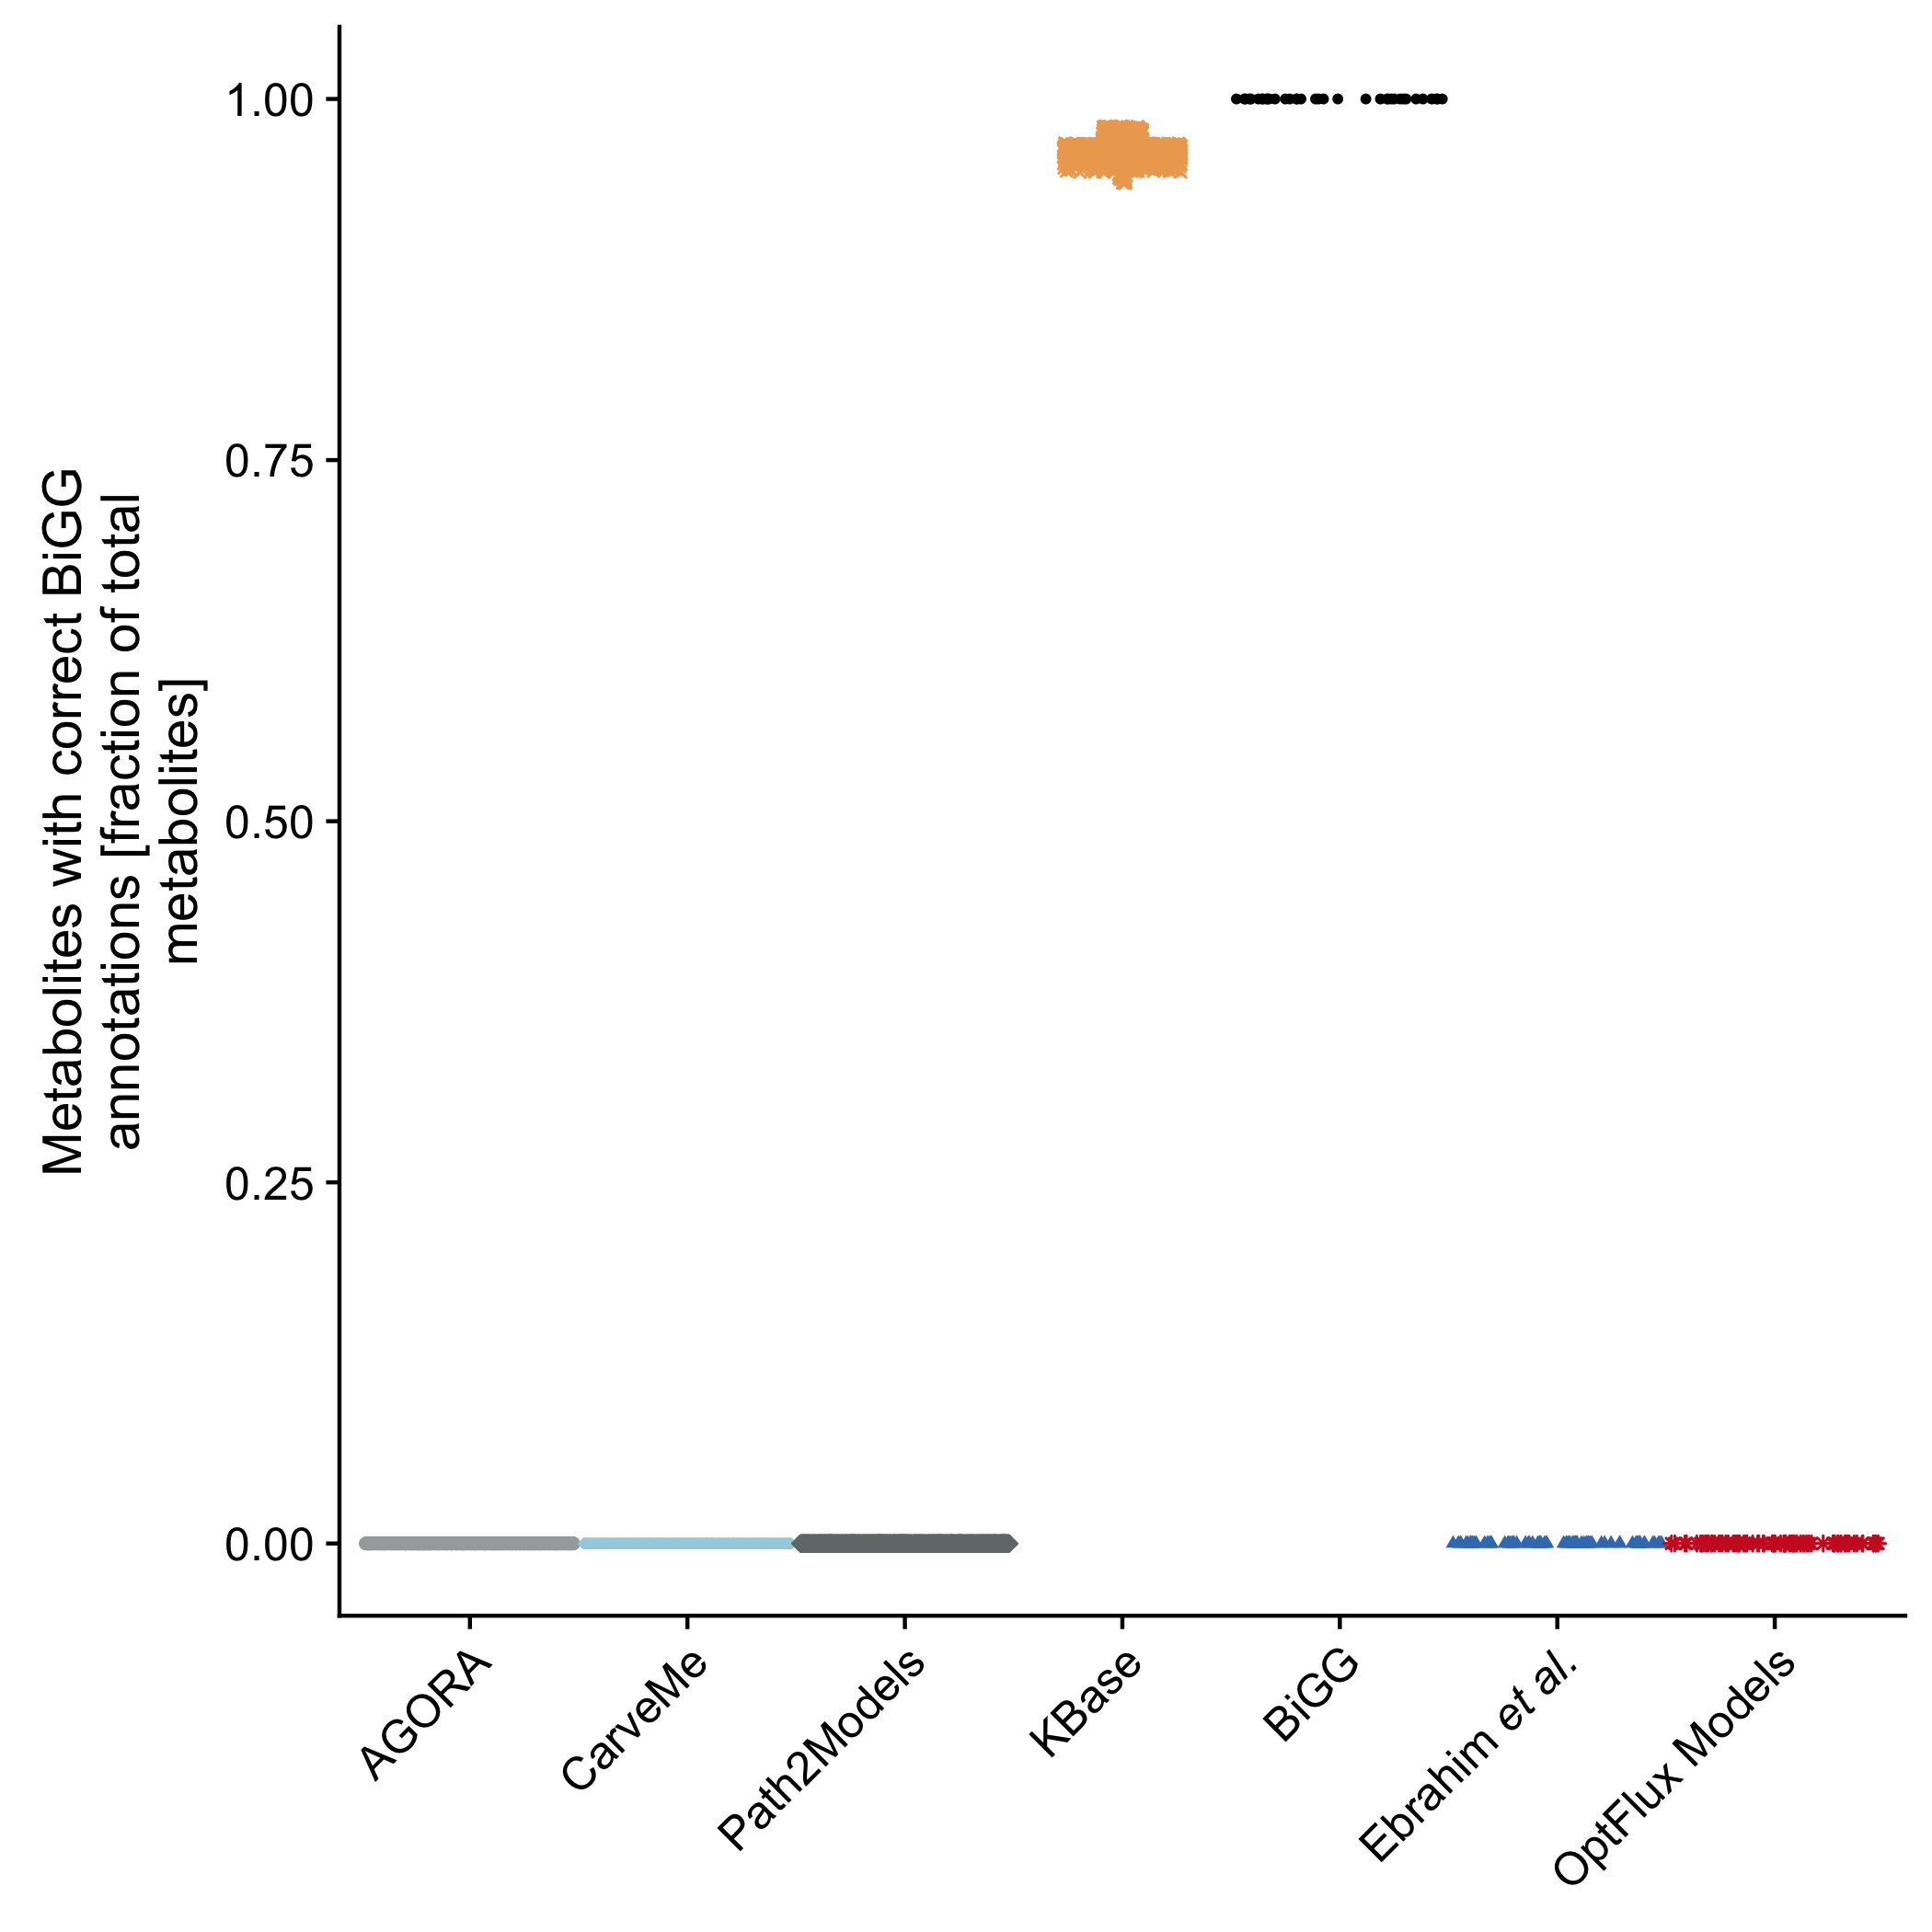 Metabolites with correct BiGG
annotations [fraction of total
metabolites]
1.00
0.75
0.50
0.25
0.00
AGORA
CarveMe
Path2Models
KBase
BiGG
Ebrahim et al.
OptFlux Models